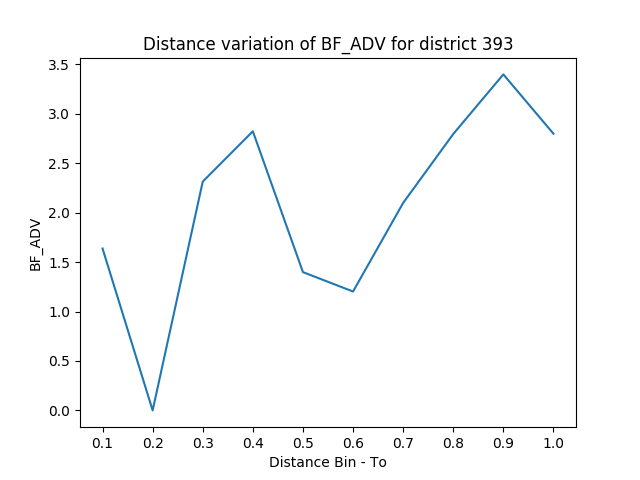 Distance variation of BF_ADV for district 393
3.5
3.0
2.5
2.0
1.5
1.0
0.5
0.0
BF_ADV
0.1 0.2 0.3 0.4 0.5 0.6 0.7 0.8 0.9 1.0
Distance Bin - To